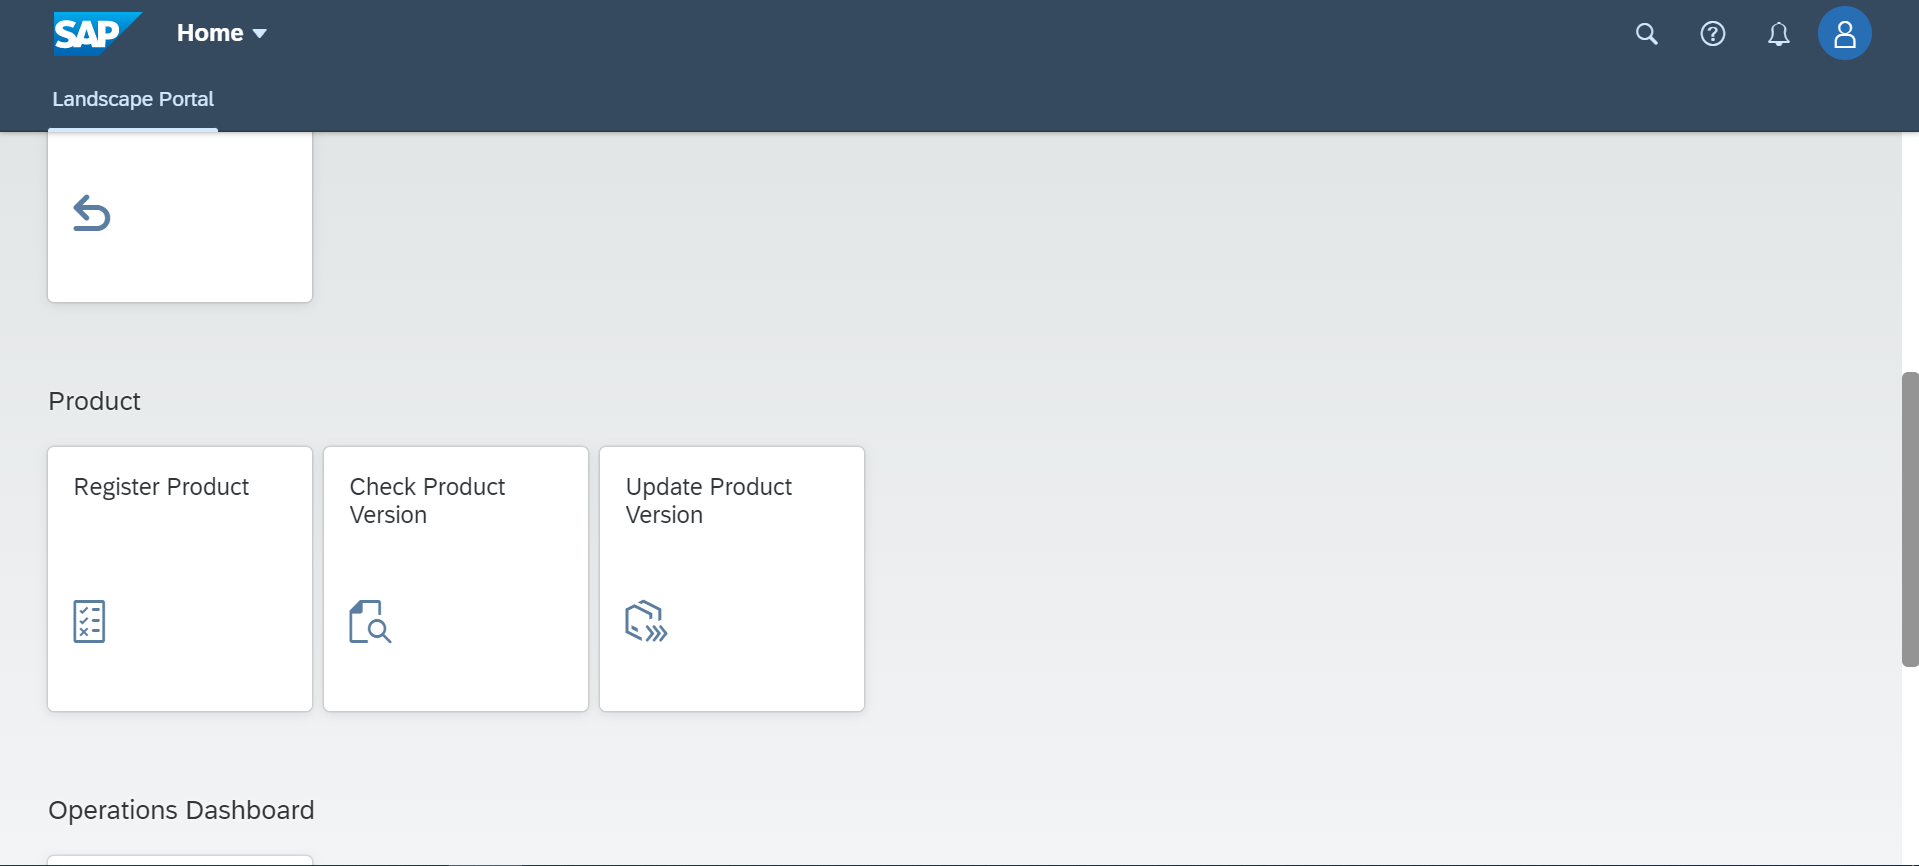 SAP
Home
Landscape Portal
Product
Register Product
Check Product
Version
Update Product
Version
Operations Dashboard